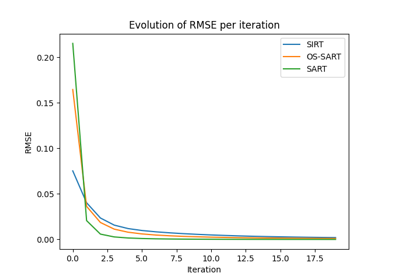 Evolution of RMSE per iteration
SIRT
OS-SART
SART
RMSE
0.20
0.15
0.10
0.05
0.00
0.0 2.5 5.0 7.5 10.0 12.5 15.0 17.5
Iteration